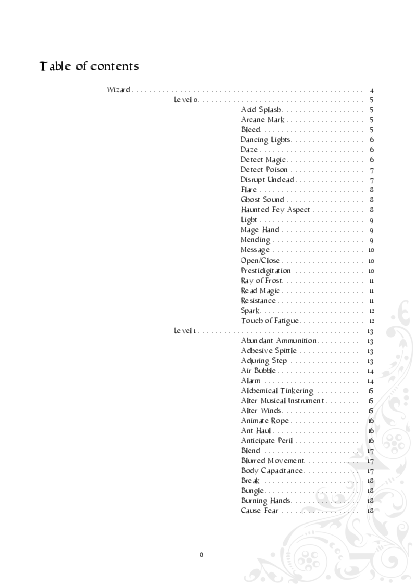 Table of contents
Wizard . . . . . . . . . . 4
Level 0 . . . . . . . . . . 5
Acid Splash . . . . . . . . . . 5
Arcane Mark . . . . . . . . . . 5
Bleed . . . . . . . . . . 5
Dancing Lights . . . . . . . . . . 6
Daze . . . . . . . . . . 6
Detect Magic . . . . . . . . . . 6
Detect Poison . . . . . . . . . . 7
Disrupt Undead . . . . . . . . . . 7
Flare . . . . . . . . . . 8
Ghost Sound . . . . . . . . . . 8
Haunted Fey Aspect . . . . . . . . . . 8
Light . . . . . . . . . . 9
Mage Hand . . . . . . . . . . 9
Mending . . . . . . . . . . 9
Message . . . . . . . . . . 10
Open/Close . . . . . . . . . . 10
Prestidigitation . . . . . . . . . . 10
Ray of Frost . . . . . . . . . . 11
Read Magic . . . . . . . . . . 11
Resistance . . . . . . . . . . 11
Spark . . . . . . . . . . 12
Touch of Fatigue . . . . . . . . . . 12
Level 1 . . . . . . . . . . 13
Abundant Ammunition . . . . . . . . . . 13
Adhesive Spittle . . . . . . . . . . 13
Adjuring Step . . . . . . . . . . 13
Air Bubble . . . . . . . . . . 14
Alarm . . . . . . . . . . 14
Alchemical Tinkering . . . . . . . . . . 15
Alter Musical Instrument . . . . . . . . . . 15
Alter Winds . . . . . . . . . . 15
Animate Rope . . . . . . . . . . 16
Ant Haul . . . . . . . . . . 16
Anticipate Peril . . . . . . . . . . 16
Blend . . . . . . . . . . 17
Blurred Movement . . . . . . . . . . 17
Body Capacitance . . . . . . . . . . 17
Break . . . . . . . . . . 18
Bungle . . . . . . . . . . 18
Burning Hands . . . . . . . . . . 18
Cause Fear . . . . . . . . . . 18
0